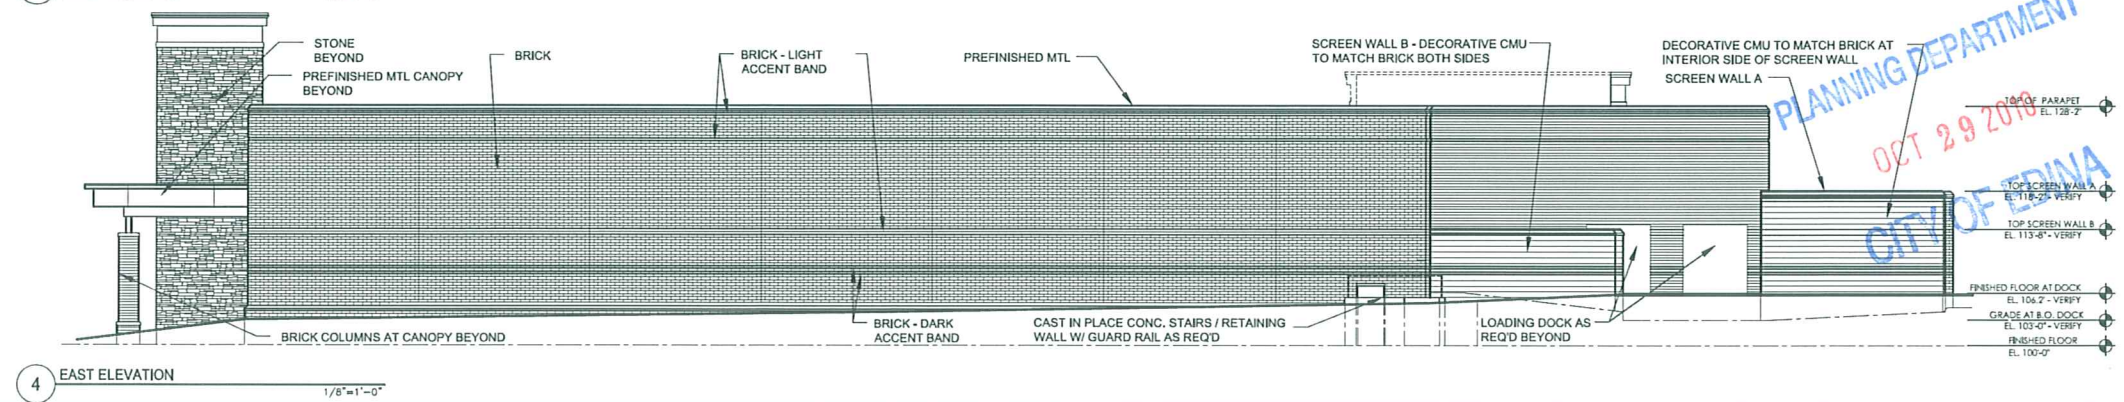 STONE
BEYOND
PREFINISHED MTL CANOPY
BEYOND
BRICK
BRICK - LIGHT
ACCENT BAND
PREFINISHED MTL
SCREEN WALL B - DECORATIVE CMU
TO MATCH BRICK BOTH SIDES
DECORATIVE CMU TO MATCH BRICK AT
INTERIOR SIDE OF SCREEN WALL
SCREEN WALL A
PLANNING DEPARTMENT
OCT 29 2010
CITY OF EDINA
TOP OF PARAPET
EL. 128'-2"
TOP SCREEN WALL A
EL. 118'-2" - VERIFY
TOP SCREEN WALL B
EL. 113'-8" - VERIFY
FINISHED FLOOR AT DOCK
EL. 106.2' - VERIFY
GRADE AT B.O. DOCK
EL. 103'-0" - VERIFY
FINISHED FLOOR
EL. 100'-0"
BRICK COLUMNS AT CANOPY BEYOND
BRICK - DARK
ACCENT BAND
CAST IN PLACE CONC. STAIRS / RETAINING
WALL W/ GUARD RAIL AS REQ'D
LOADING DOCK AS
REQ'D BEYOND
4 EAST ELEVATION
1/8"=1'-0"